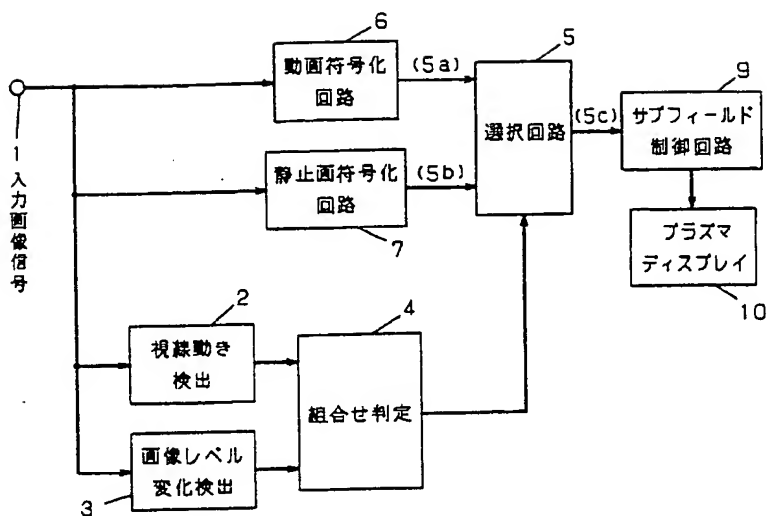 6
動画符号化
回路
(5a)
5
選択回路
(5c)
9
サブフィールド
制御回路
1
入力画像信号
静止画符号化
回路
(5b)
7
プラズマ
ディスプレイ
10
2
視線動き
検出
4
組合せ判定
画像レベル
変化検出
3